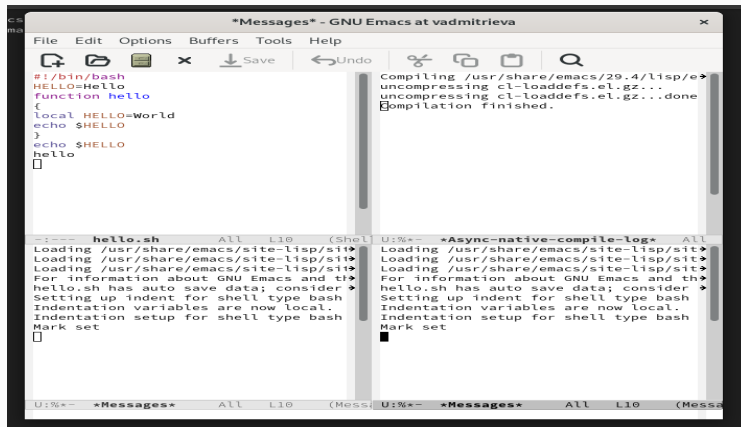 cs
ma
*Messages* - GNU Emacs at vadmitrieva
File Edit Options Buffers Tools Help
Save Undo
#!/bin/bash
HELLO=Hello
function hello
{
local HELLO=World
echo $HELLO
}
echo $HELLO
hello
-:--- hello.sh All L10 (Shel
Compiling /usr/share/emacs/29.4/lisp/e
uncompressing cl-loaddefs.el.gz...
uncompressing cl-loaddefs.el.gz...done
Compilation finished.
U:%*- *Async-native-compile-log* All
Loading /usr/share/emacs/site-lisp/sit
Loading /usr/share/emacs/site-lisp/sit
Loading /usr/share/emacs/site-lisp/sit
For information about GNU Emacs and th
hello.sh has auto save data; consider
Setting up indent for shell type bash
Indentation variables are now local.
Indentation setup for shell type bash
Mark set
U:%*- *Messages* All L10 (Messa
Loading /usr/share/emacs/site-lisp/sit
Loading /usr/share/emacs/site-lisp/sit
Loading /usr/share/emacs/site-lisp/sit
For information about GNU Emacs and th
hello.sh has auto save data; consider
Setting up indent for shell type bash
Indentation variables are now local.
Indentation setup for shell type bash
Mark set
U:%*- *Messages* All L10 (Messa